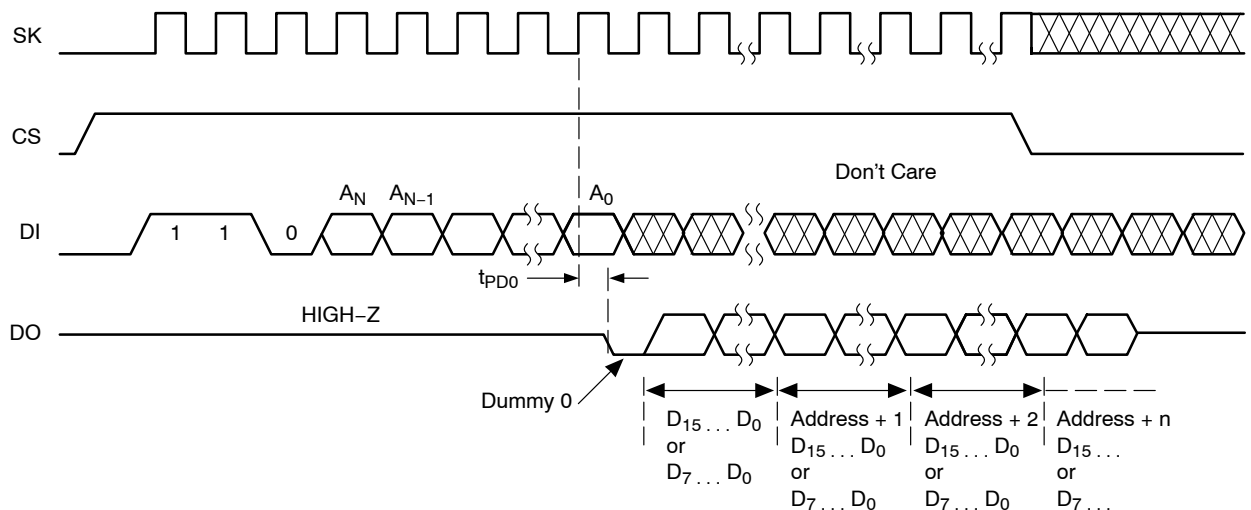 SK
CS
Don't Care
A_N A_N–1 A_0
DI
1 1 0
t_PD0
HIGH–Z
DO
Dummy 0
D_15 . . . D_0
or
D_7 . . . D_0
Address + 1
D_15 . . . D_0
or
D_7 . . . D_0
Address + 2
D_15 . . . D_0
or
D_7 . . . D_0
Address + n
D_15 . . .
or
D_7 . . .